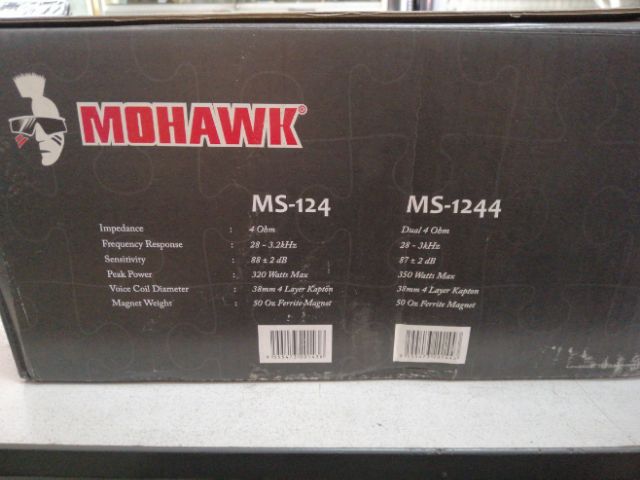 MOHAWK®
MS-124 MS-1244
Impedance : 4 Ohm Dual 4 Ohm
Frequency Response : 28 - 3.2kHz 28 - 3kHz
Sensitivity : 88 ± 2 dB 87 ± 2 dB
Peak Power : 320 Watts Max 350 Watts Max
Voice Coil Diameter : 38mm 4 Layer Kapton 38mm 4 Layer Kapton
Magnet Weight : 50 Oz Ferrite Magnet 50 Oz Ferrite Magnet